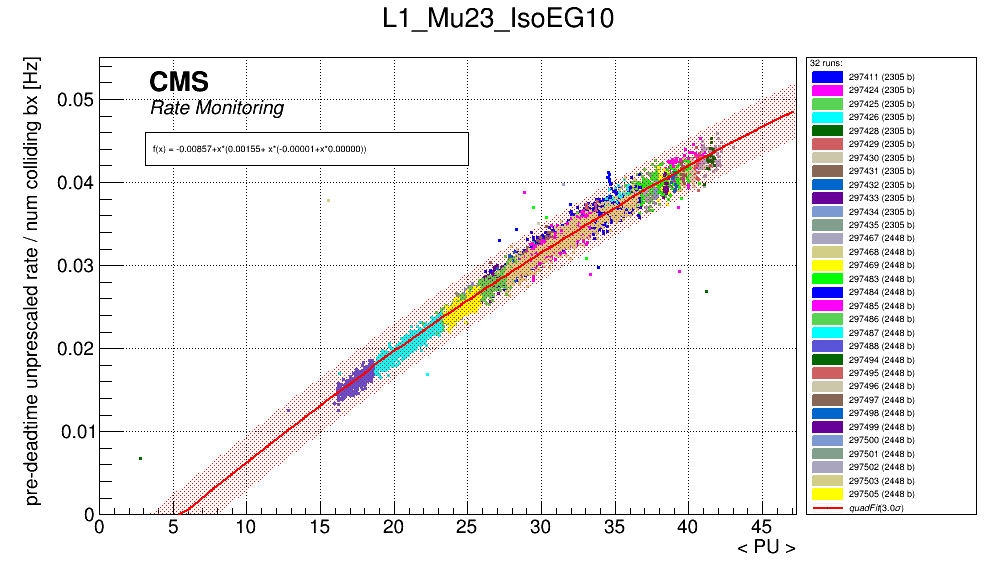 L1_Mu23_IsoEG10
pre-deadtime unprescaled rate / num colliding bx [Hz]
CMS
Rate Monitoring
f(x) = -0.00857+x*(0.00155+ x*(-0.00001+x*0.00000))
0.05
0.04
0.03
0.02
0.01
0
0 5 10 15 20 25 30 35 40 45
< PU >
32 runs:
297411 (2305 b)
297424 (2305 b)
297425 (2305 b)
297426 (2305 b)
297428 (2305 b)
297429 (2305 b)
297430 (2305 b)
297431 (2305 b)
297432 (2305 b)
297433 (2305 b)
297434 (2305 b)
297435 (2305 b)
297467 (2448 b)
297468 (2448 b)
297469 (2448 b)
297483 (2448 b)
297484 (2448 b)
297485 (2448 b)
297486 (2448 b)
297487 (2448 b)
297488 (2448 b)
297494 (2448 b)
297495 (2448 b)
297496 (2448 b)
297497 (2448 b)
297498 (2448 b)
297499 (2448 b)
297500 (2448 b)
297501 (2448 b)
297502 (2448 b)
297503 (2448 b)
297505 (2448 b)
quadFit(3.0σ)